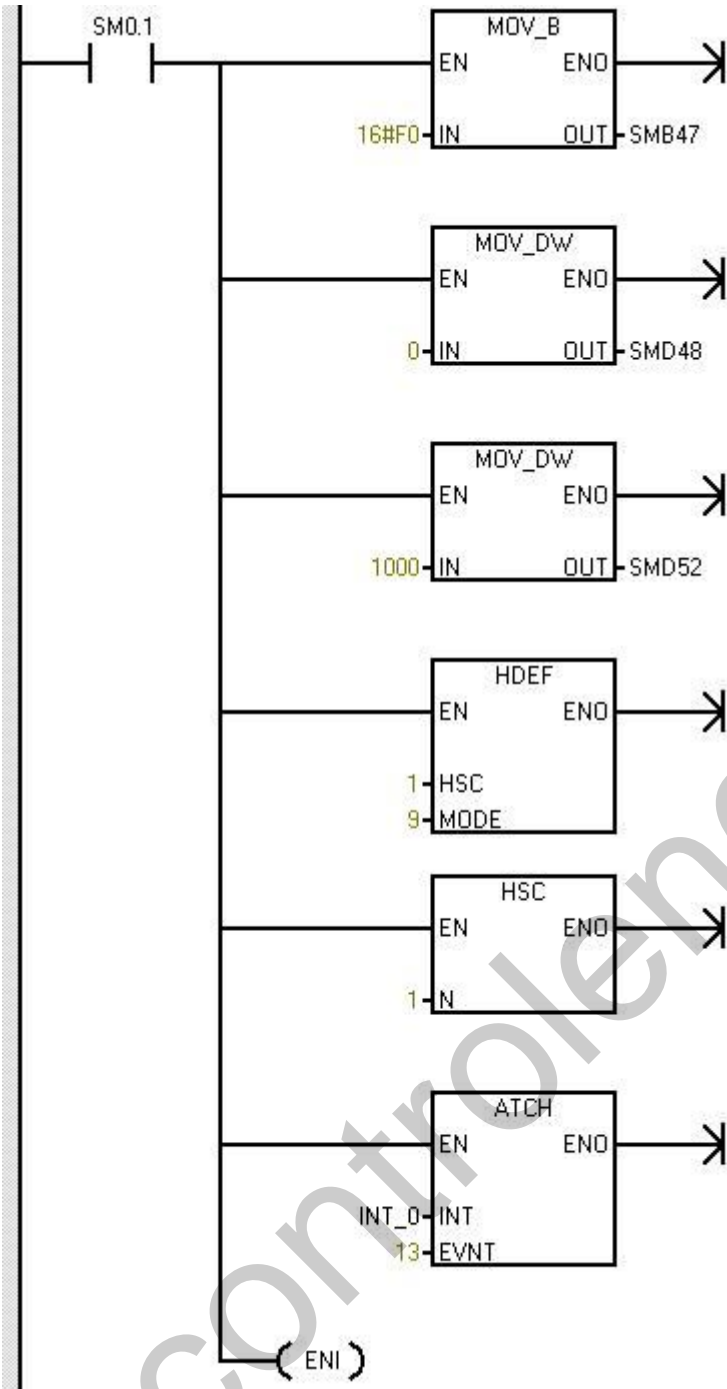 SM0.1
MOV_B
EN ENO
16#F0 IN OUT SMB47
MOV_DW
EN ENO
0 IN OUT SMD48
MOV_DW
EN ENO
1000 IN OUT SMD52
HDEF
EN ENO
1 HSC
9 MODE
HSC
EN ENO
1 N
ATCH
EN ENO
INT_0 INT
13 EVNT
ENI